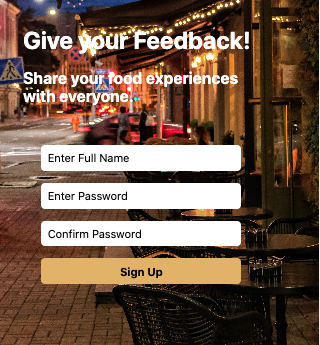 Give your Feedback!
Share your food experiences
with everyone..
Enter Full Name
Enter Password
Confirm Password
Sign Up